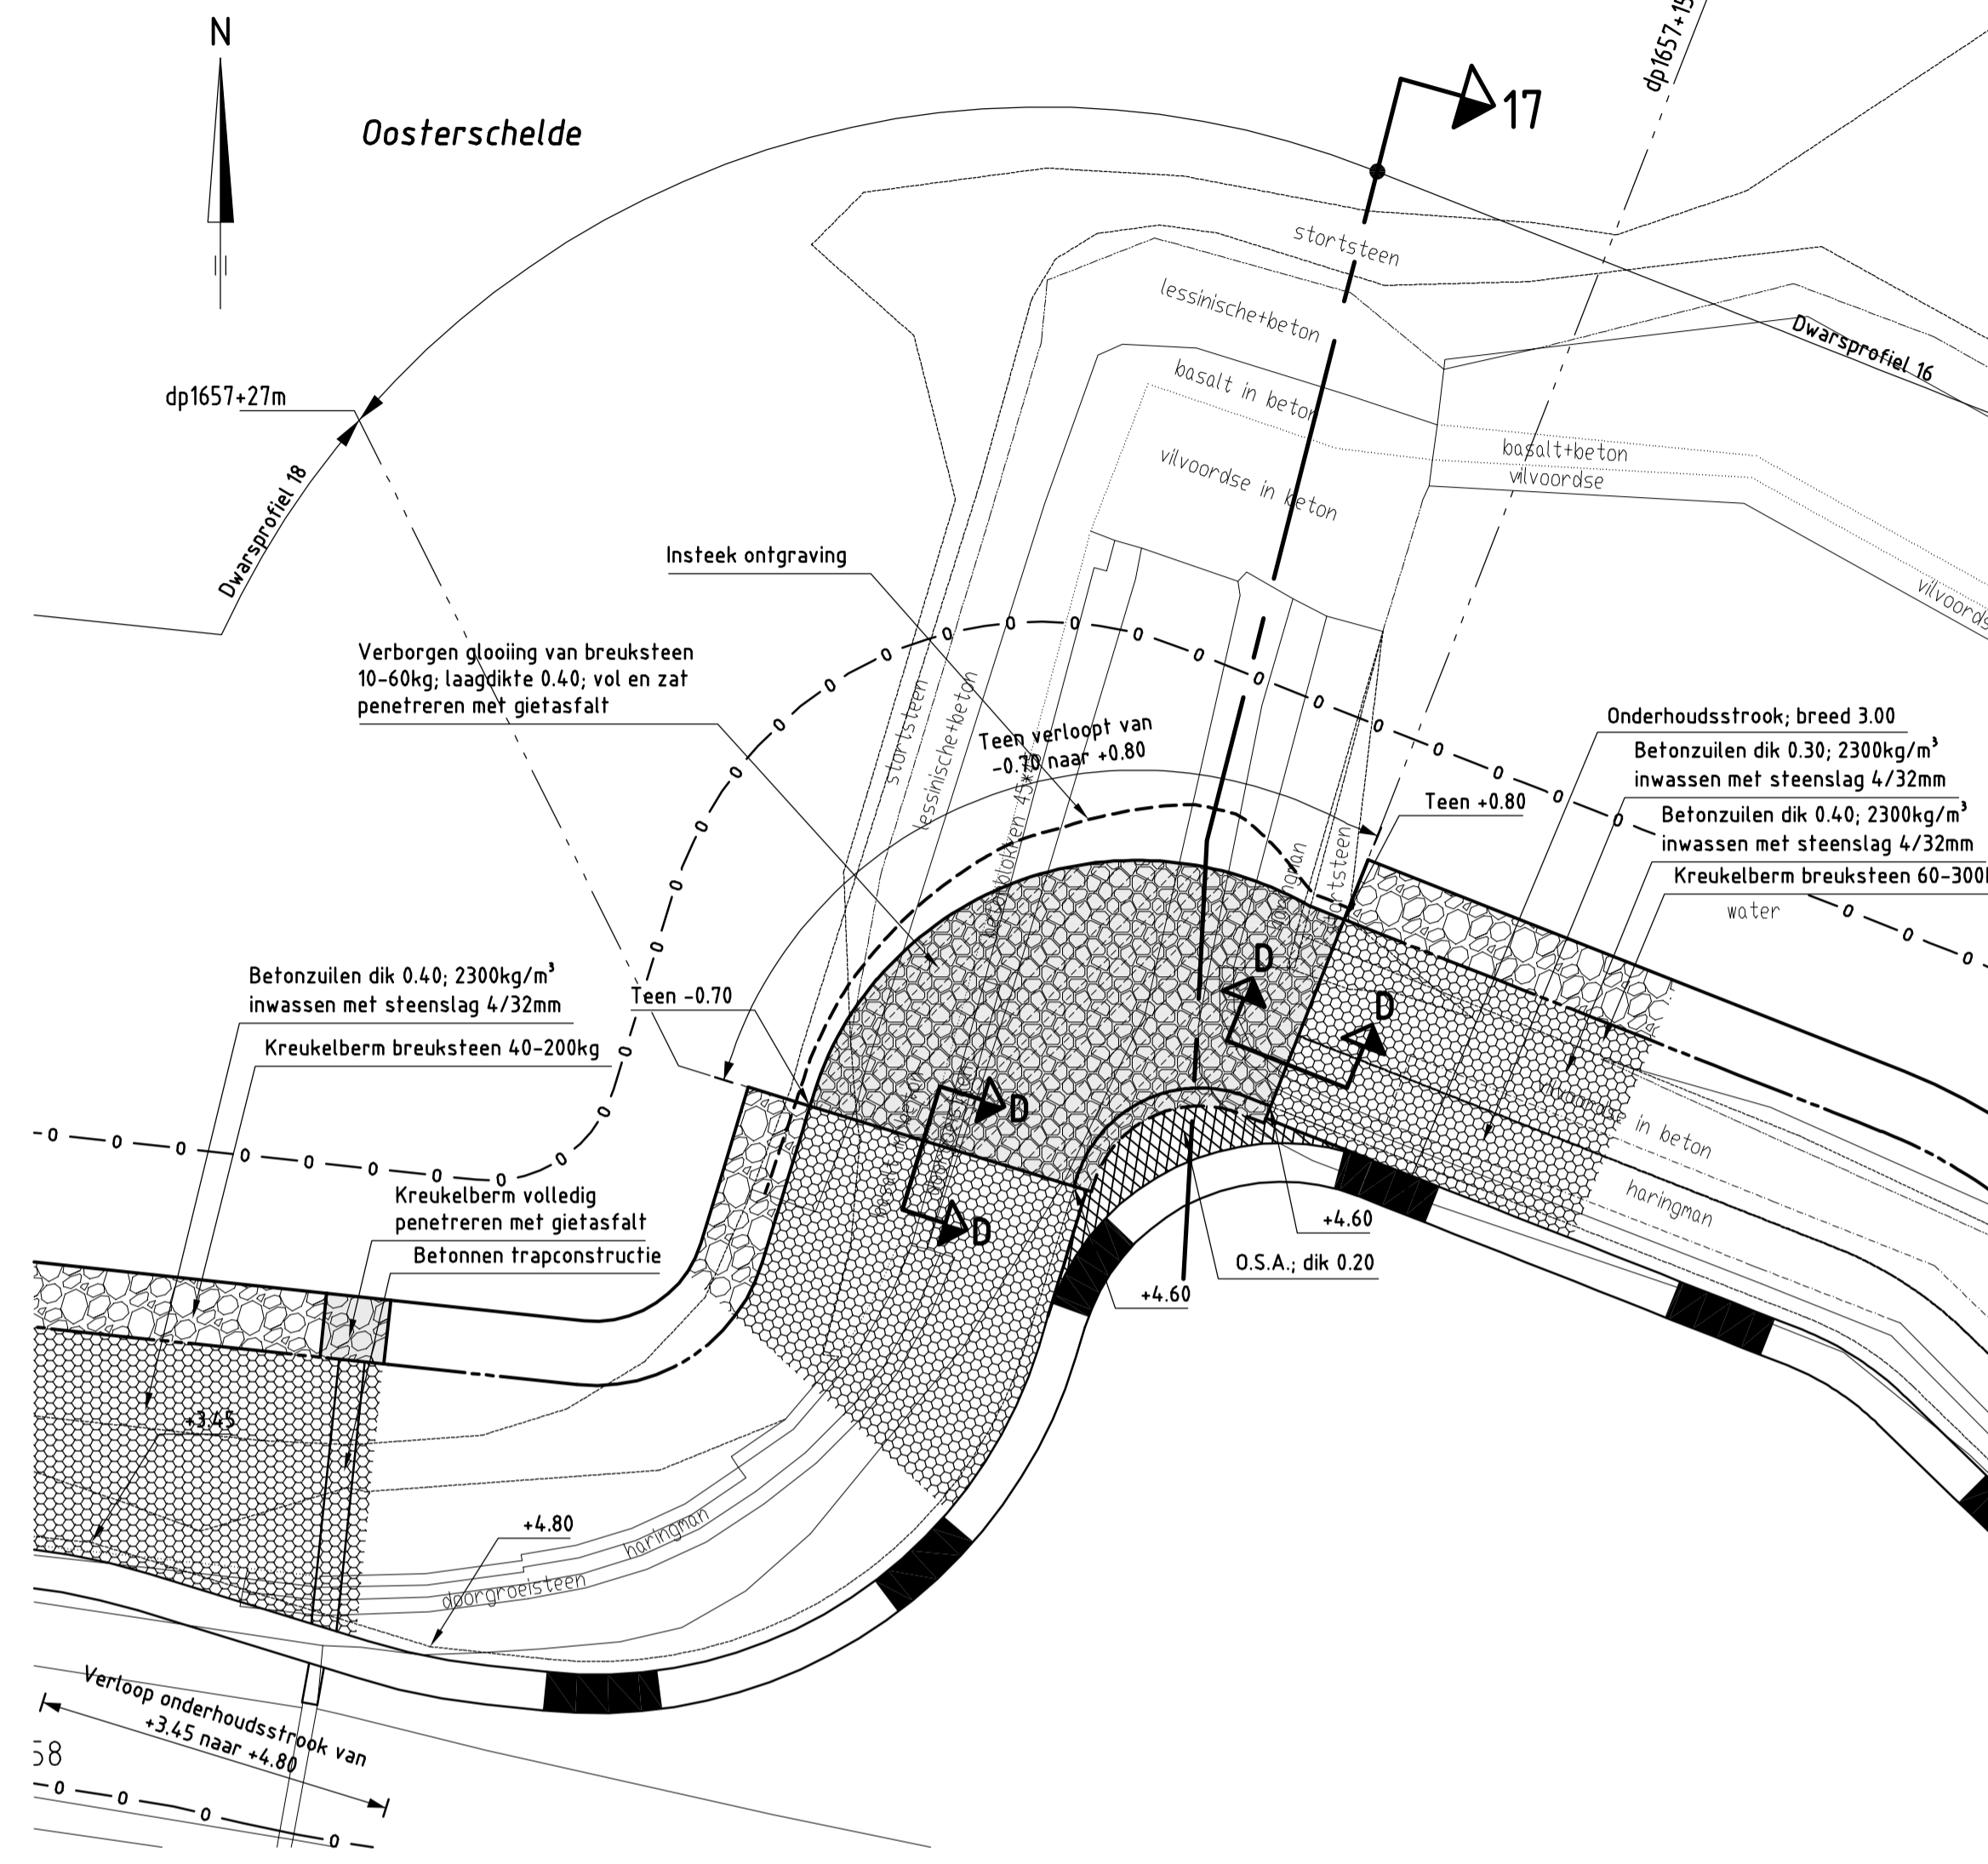 N
Oosterschelde
17
dp1657+15
stortsteen
lessinische+beton
Dwarsprofiel 16
basalt in beton
dp1657+27m
basalt+beton
vilvoordse
vilvoordse in beton
Dwarsprofiel 18
Insteek ontgraving
vilvoords
Verborgen glooiing van breuksteen
10-60kg; laagdikte 0.40; vol en zat
penetreren met gietasfalt
stortsteen
lessinische+beton
Teen verloopt van
-0.70 naar +0.80
Onderhoudsstrook; breed 3.00
Betonzuilen dik 0.30; 2300kg/m³
inwassen met steenslag 4/32mm
Teen +0.80
Betonzuilen dik 0.40; 2300kg/m³
inwassen met steenslag 4/32mm
Kreukelberm breuksteen 60-300
water
D
D
Betonzuilen dik 0.40; 2300kg/m³
inwassen met steenslag 4/32mm
Teen -0.70
Kreukelberm breuksteen 40-200kg
D
D
in beton
haringman
Kreukelberm volledig
penetreren met gietasfalt
Betonnen trapconstructie
+4.60
O.S.A.; dik 0.20
+4.60
+3.45
+4.80
haringman
doorgroeisteen
Verloop onderhoudsstrook van
+3.45 naar +4.80
58